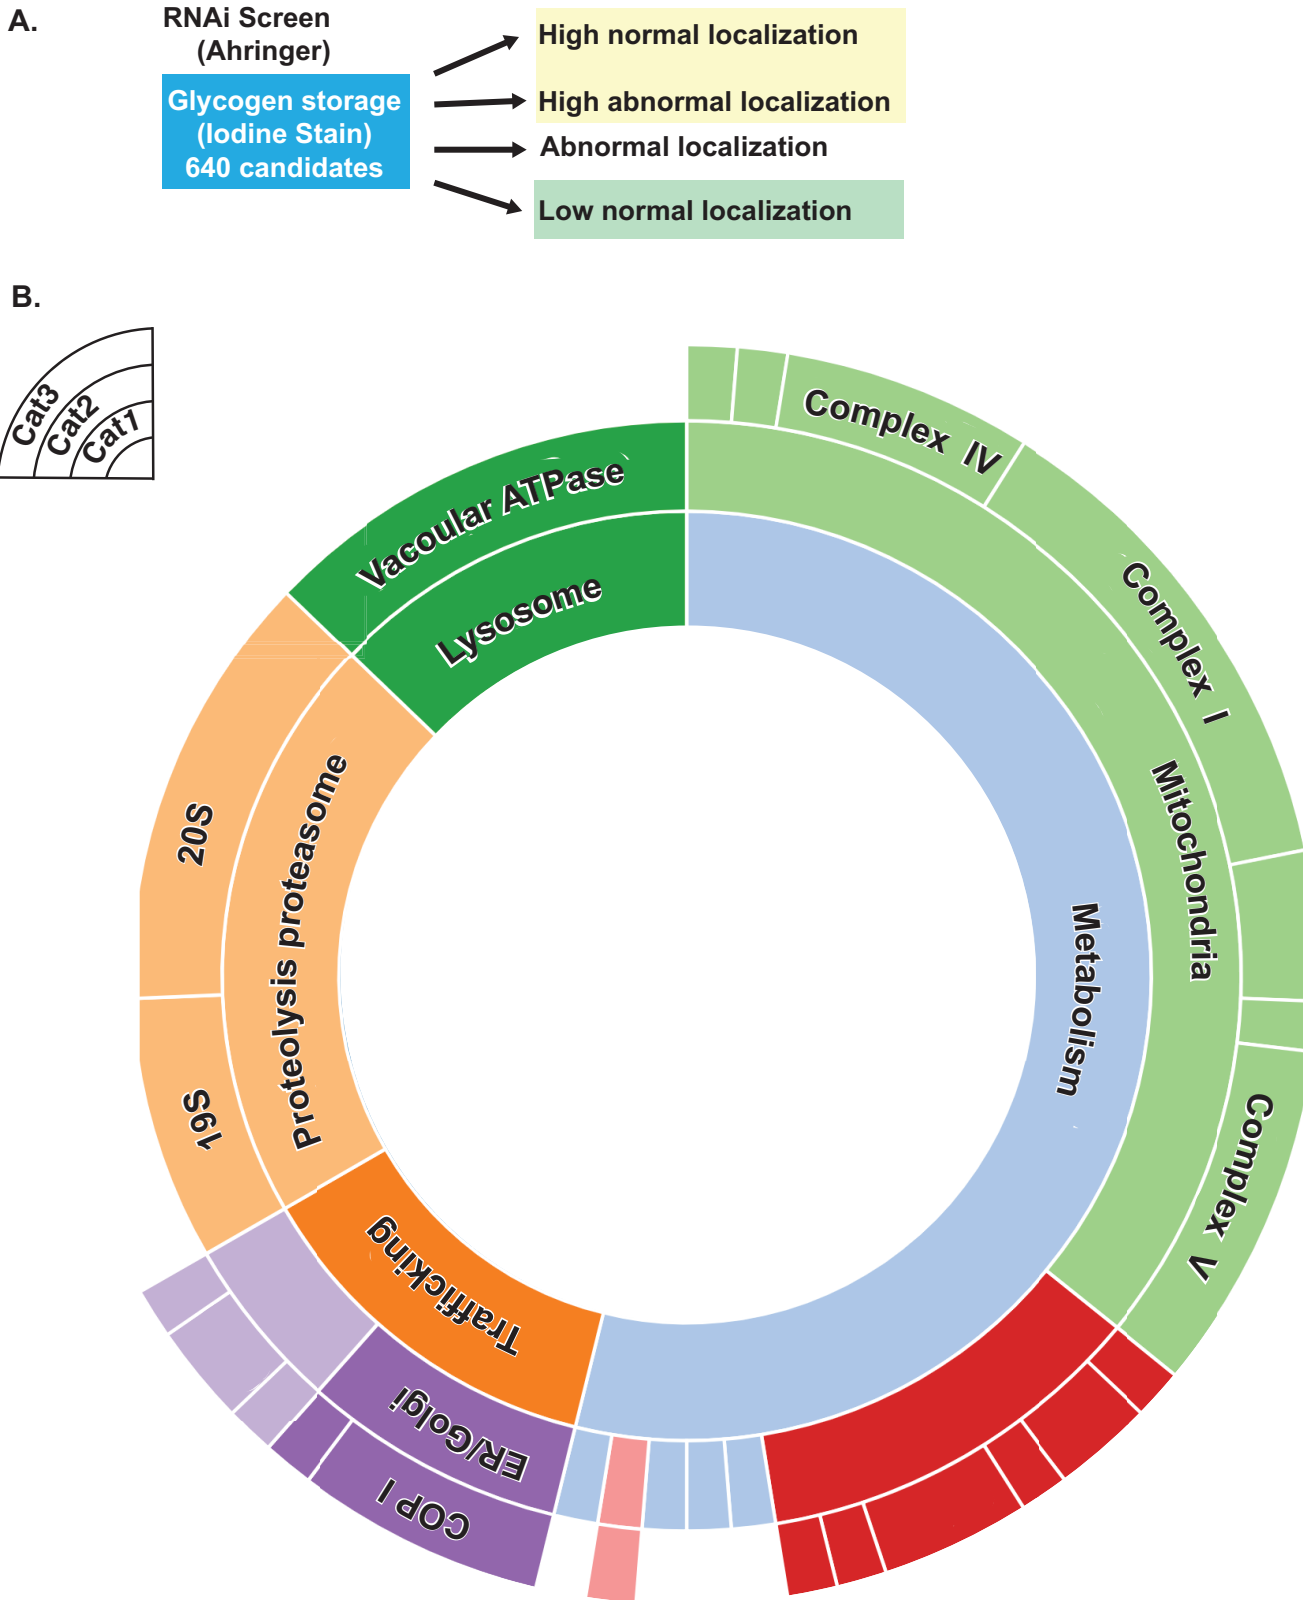 A.
RNAi Screen
(Ahringer)
Glycogen storage
(Iodine Stain)
640 candidates
High normal localization
High abnormal localization
Abnormal localization
Low normal localization
B.
Cat3
Cat2
Cat1
Complex IV
Complex I
Mitochondria
Metabolism
Complex V
Vacoular ATPase
Lysosome
20S
Proteolysis proteasome
19S
Trafficking
ER/Golgi
COP I